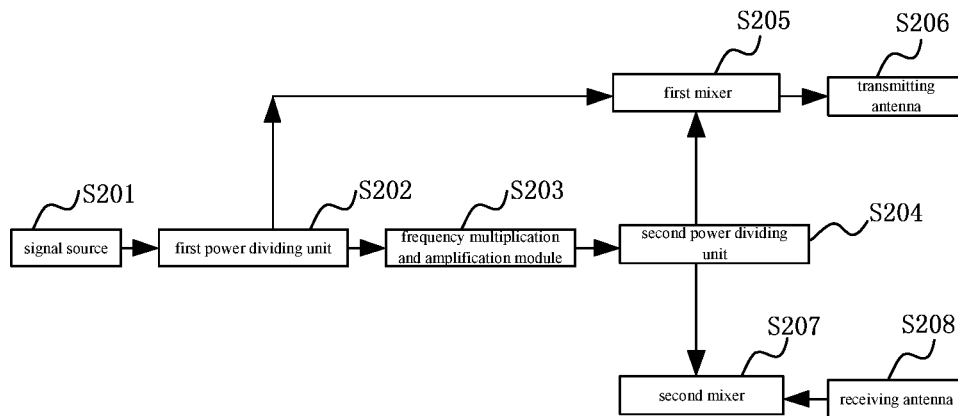 S205
S206
first mixer
transmitting
antenna
S201
S202
S203
S204
signal source
first power dividing unit
frequency multiplication
and amplification module
second power dividing
unit
S207
S208
second mixer
receiving antenna